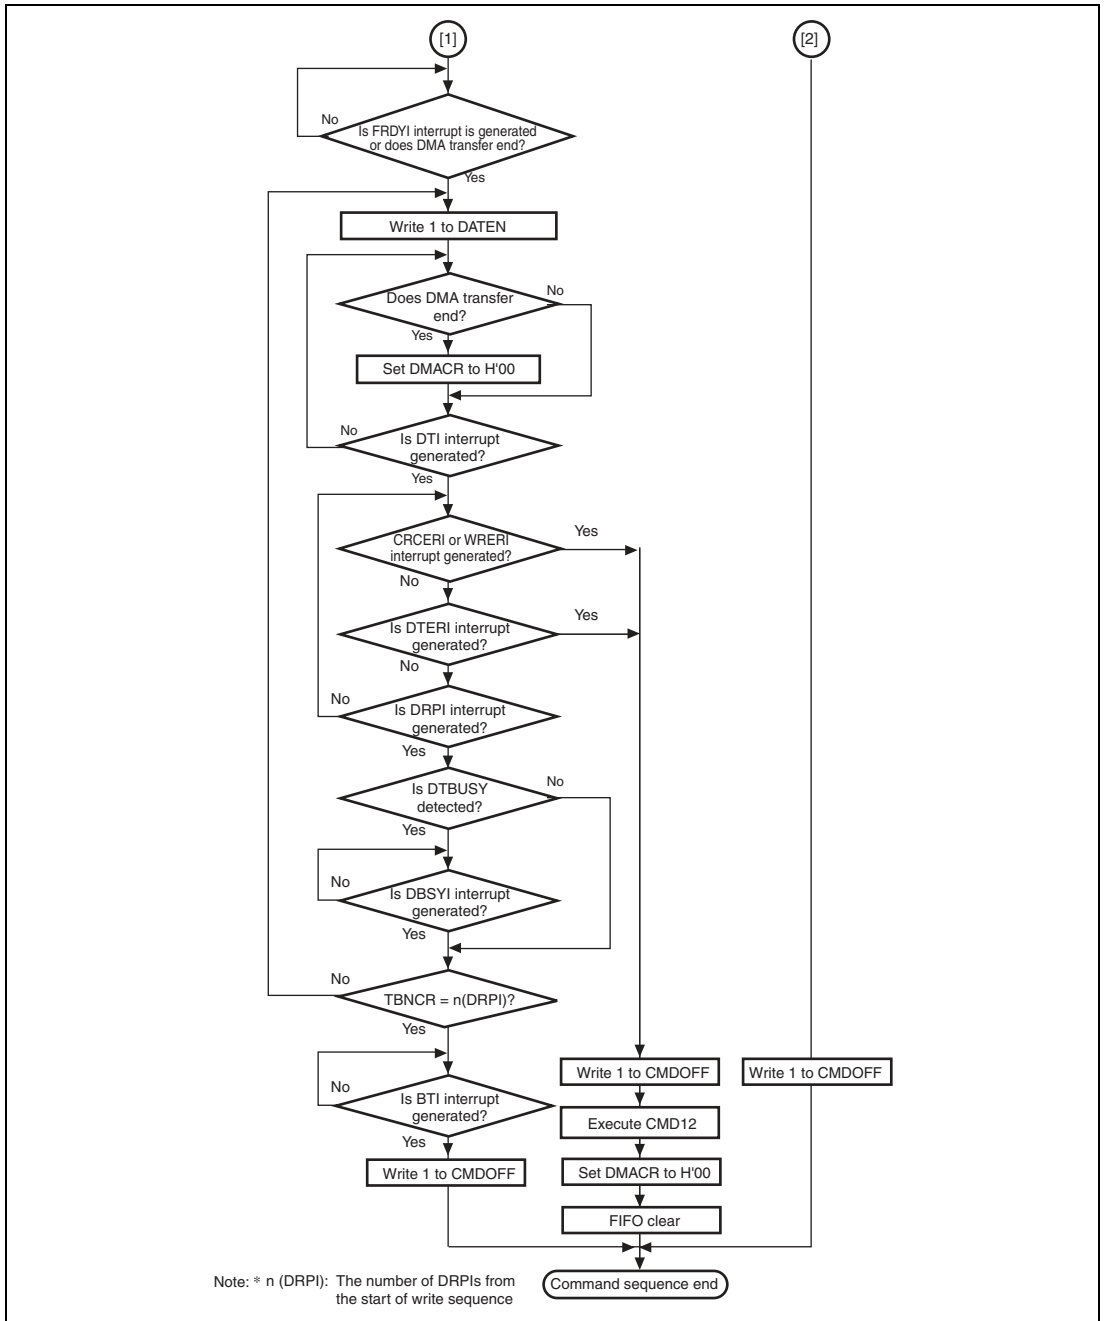 [1]
[2]
No
Is FRDYI interrupt is generated
or does DMA transfer end?
Yes
Write 1 to DATEN
Does DMA transfer
end?
No
Yes
Set DMACR to H'00
No
Is DTI interrupt
generated?
Yes
CRCERI or WRERI
interrupt generated?
Yes
No
Is DTERI interrupt
generated?
Yes
No
No
Is DRPI interrupt
generated?
Yes
Is DTBUSY
detected?
No
Yes
No
Is DBSYI interrupt
generated?
Yes
No
TBNCR = n(DRPI)?
Yes
No
Is BTI interrupt
generated?
Yes
Write 1 to CMDOFF
Write 1 to CMDOFF
Execute CMD12
Set DMACR to H'00
FIFO clear
Write 1 to CMDOFF
Command sequence end
Note: * n (DRPI): The number of DRPIs from
the start of write sequence